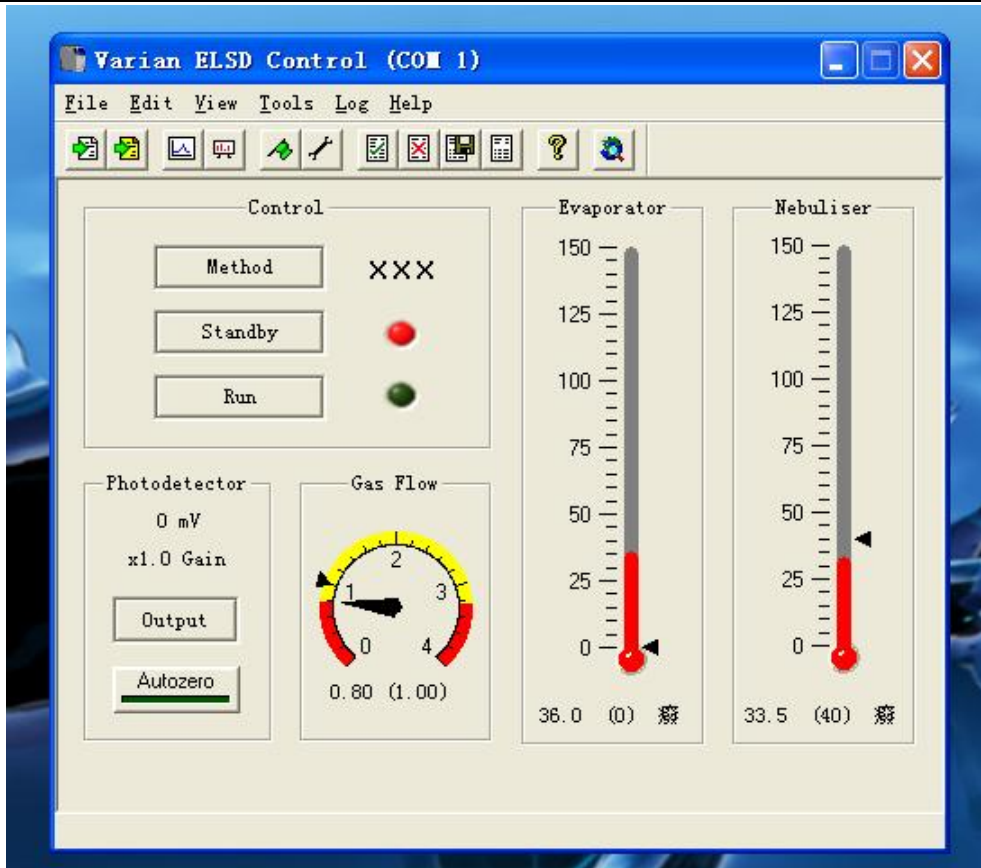 Varian ELSD Control (COM 1)
File Edit View Tools Log Help
Control
Method XXX
Standby
Run
Photodetector
0 mV
x1.0 Gain
Output
Autozero
Gas Flow
0 1 2 3 4
0.80 (1.00)
Evaporator
150
125
100
75
50
25
0
36.0 (0) 癈
Nebuliser
150
125
100
75
50
25
0
33.5 (40) 癈